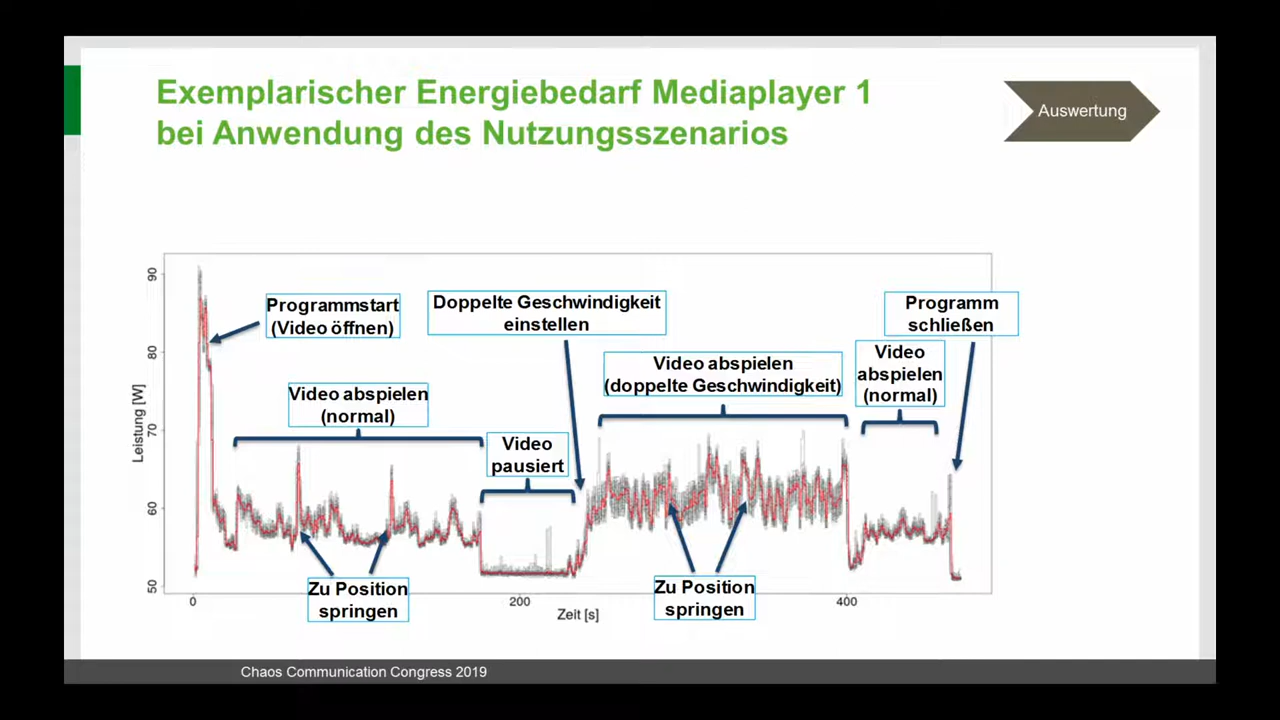 Exemplarischer Energiebedarf Mediaplayer 1
bei Anwendung des Nutzungsszenarios
Auswertung
Programmstart
(Video öffnen)
Doppelte Geschwindigkeit
einstellen
Programm
schließen
Video abspielen
(doppelte Geschwindigkeit)
Video
abspielen
(normal)
Video abspielen
(normal)
Video
pausiert
Zu Position
springen
Zu Position
springen
Leistung [W]
90
80
70
60
50
0
200
400
Zeit [s]
Chaos Communication Congress 2019